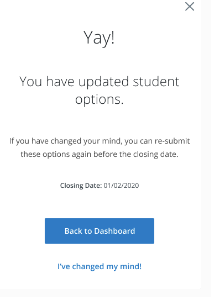 Yay!
You have updated student
options.
If you have changed your mind, you can re-submit
these options again before the closing date.
Closing Date: 01/02/2020
Back to Dashboard
I've changed my mind!